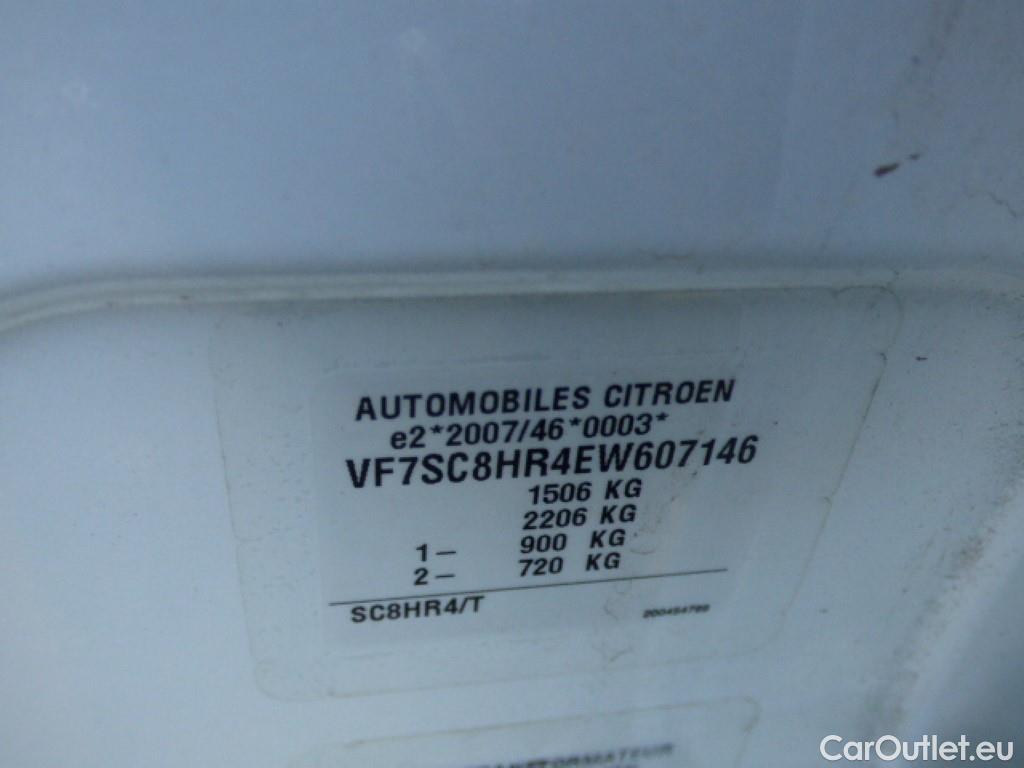 AUTOMOBILES CITROEN
e2*2007/46*0003*
VF7SC8HR4EW607146
1506 KG
2206 KG
1- 900 KG
2- 720 KG
SC8HR4/T
CarOutlet.eu